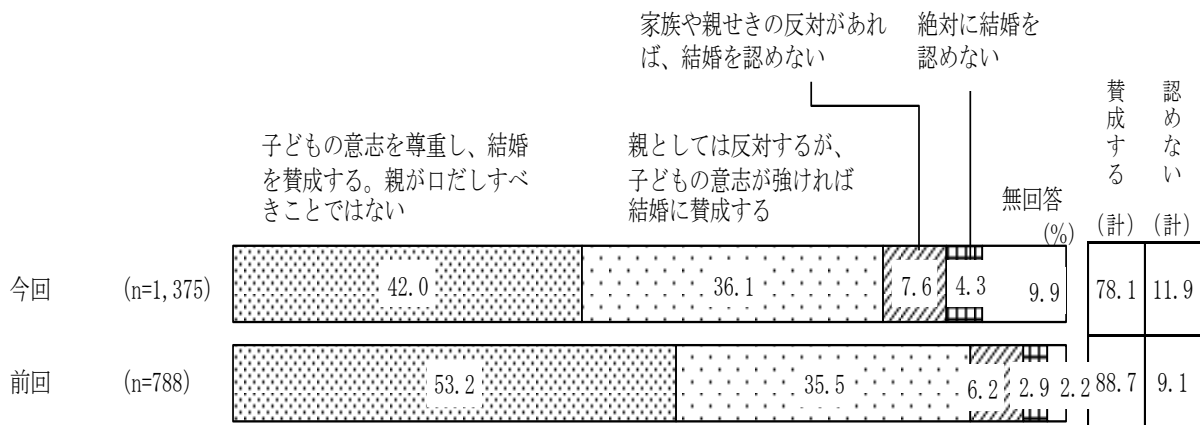 家族や親せきの反対があれ
ば、結婚を認めない
絶対に結婚を
認めない
子どもの意志を尊重し、結婚
を賛成する。親が口だしすべ
きことではない
親としては反対するが、
子どもの意志が強ければ
結婚に賛成する
無回答
(%)
賛成する
(計)
認めない
(計)
今回 (n=1,375) 42.0 36.1 7.6 4.3 9.9 78.1 11.9
前回 (n=788) 53.2 35.5 6.2 2.9 2.2 88.7 9.1